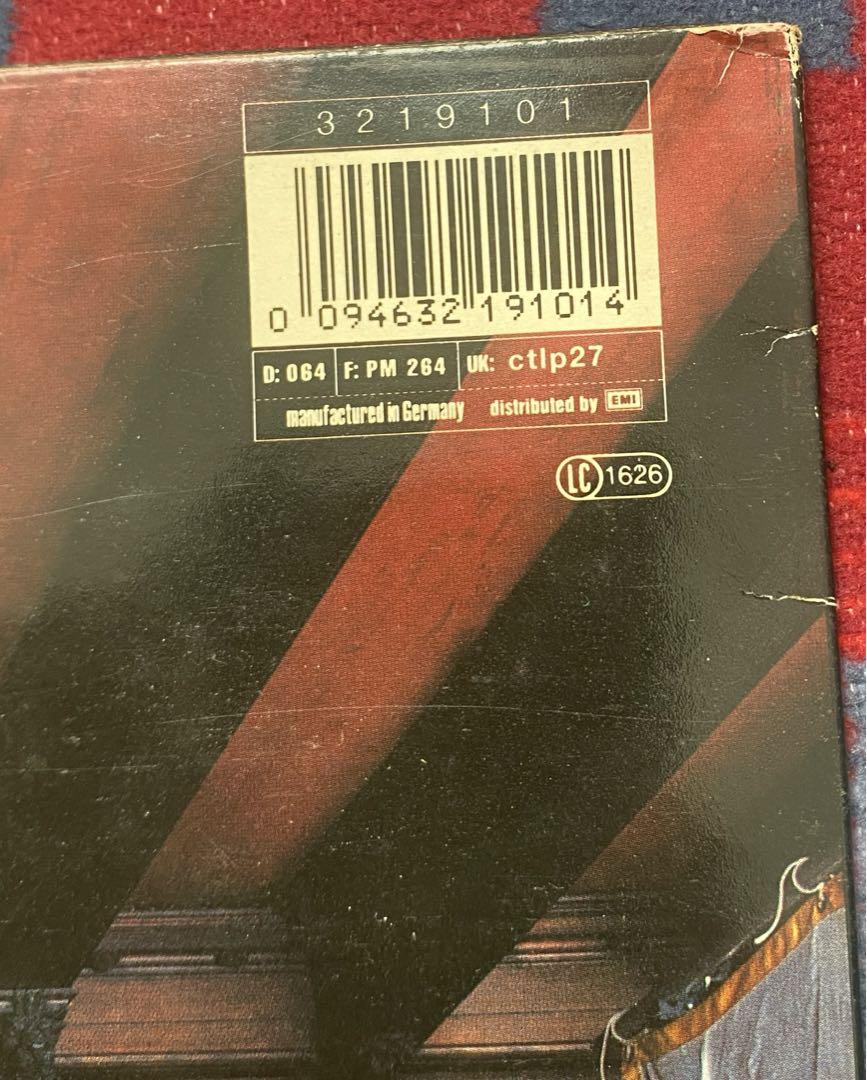 3219101
0 094632 191014
D: 064 F: PM 264 UK: ctlp27
manufactured in Germany distributed by EMI
LC 1626